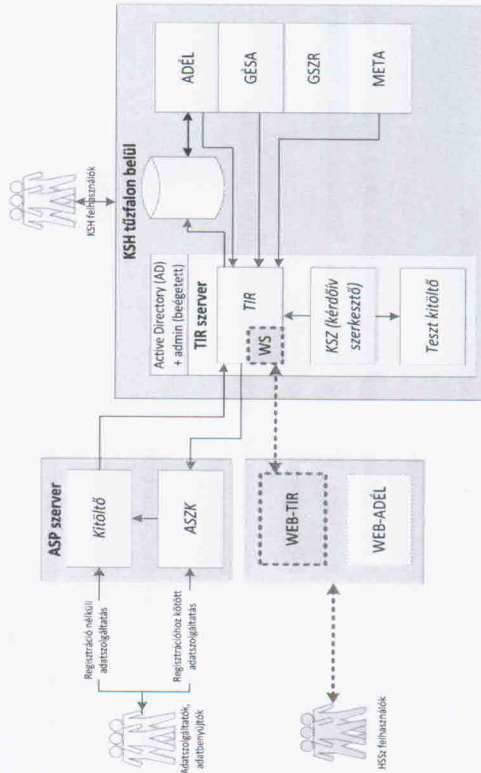 KSH felhasználók
KSH tűzfalon belül
ADÉL
GÉSA
GSZR
META
Active Directory (AD)
+ admin (beégetett)
TIR szerver
TIR
WS
KSZ (kérdőív
szerkesztő)
Teszt kitöltő
ASP szerver
Kitöltő
ASZK
WEB-TIR
WEB-ADÉL
Regisztráció nélküli
adatszolgáltatás
Regisztrációhoz kötött
adatszolgáltatás
Adatszolgáltatók,
adatbenyújtók
HSSz felhasználók